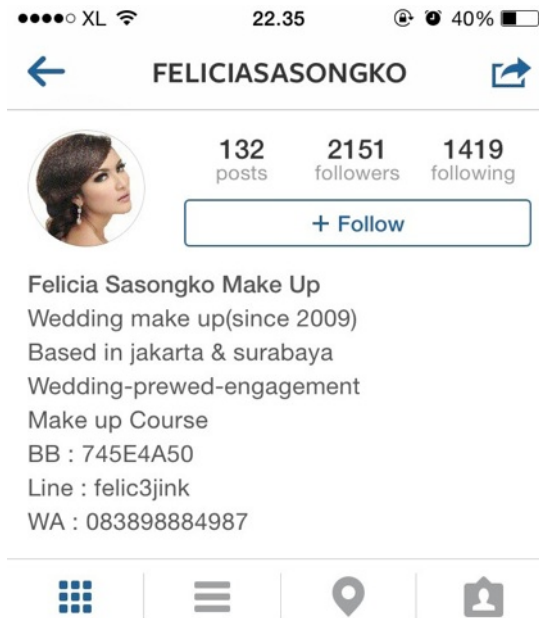 XL 22.35 40%
FELICIASASONGKO
132 2151 1419
posts followers following
+ Follow
Felicia Sasongko Make Up
Wedding make up(since 2009)
Based in jakarta & surabaya
Wedding-prewed-engagement
Make up Course
BB : 745E4A50
Line : felic3jink
WA : 083898884987